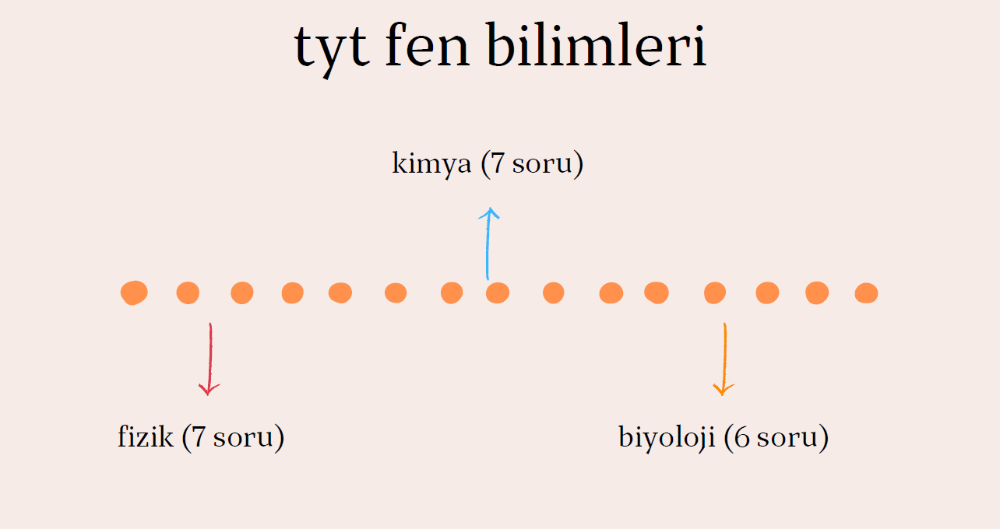 tyt fen bilimleri
kimya (7 soru)
fizik (7 soru)
biyoloji (6 soru)